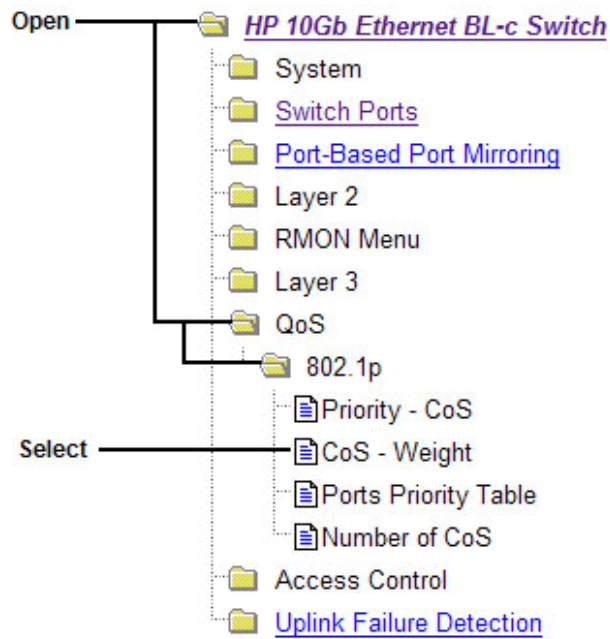 Open
HP 10Gb Ethernet BL-c Switch
System
Switch Ports
Port-Based Port Mirroring
Layer 2
RMON Menu
Layer 3
QoS
802.1p
Priority - CoS
Select
CoS - Weight
Ports Priority Table
Number of CoS
Access Control
Uplink Failure Detection